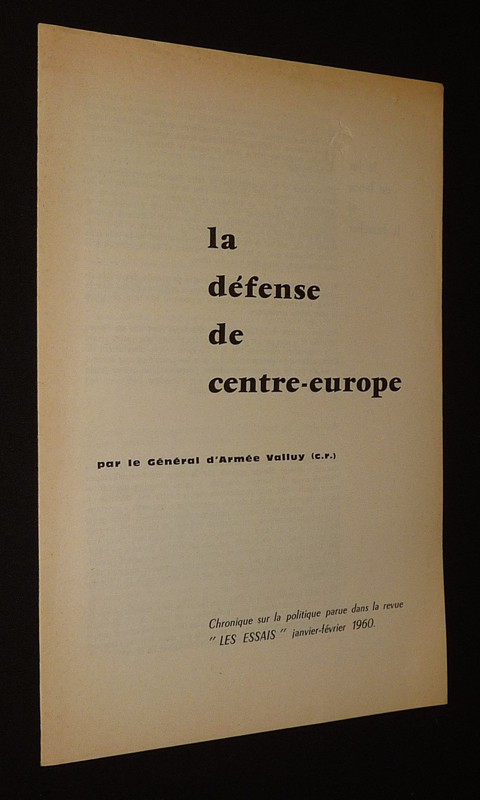 la
défense
de
centre-europe
par le Général d'Armée Valluy (c.r.)
Chronique sur la politique parue dans la revue
" LES ESSAIS " janvier-février 1960.